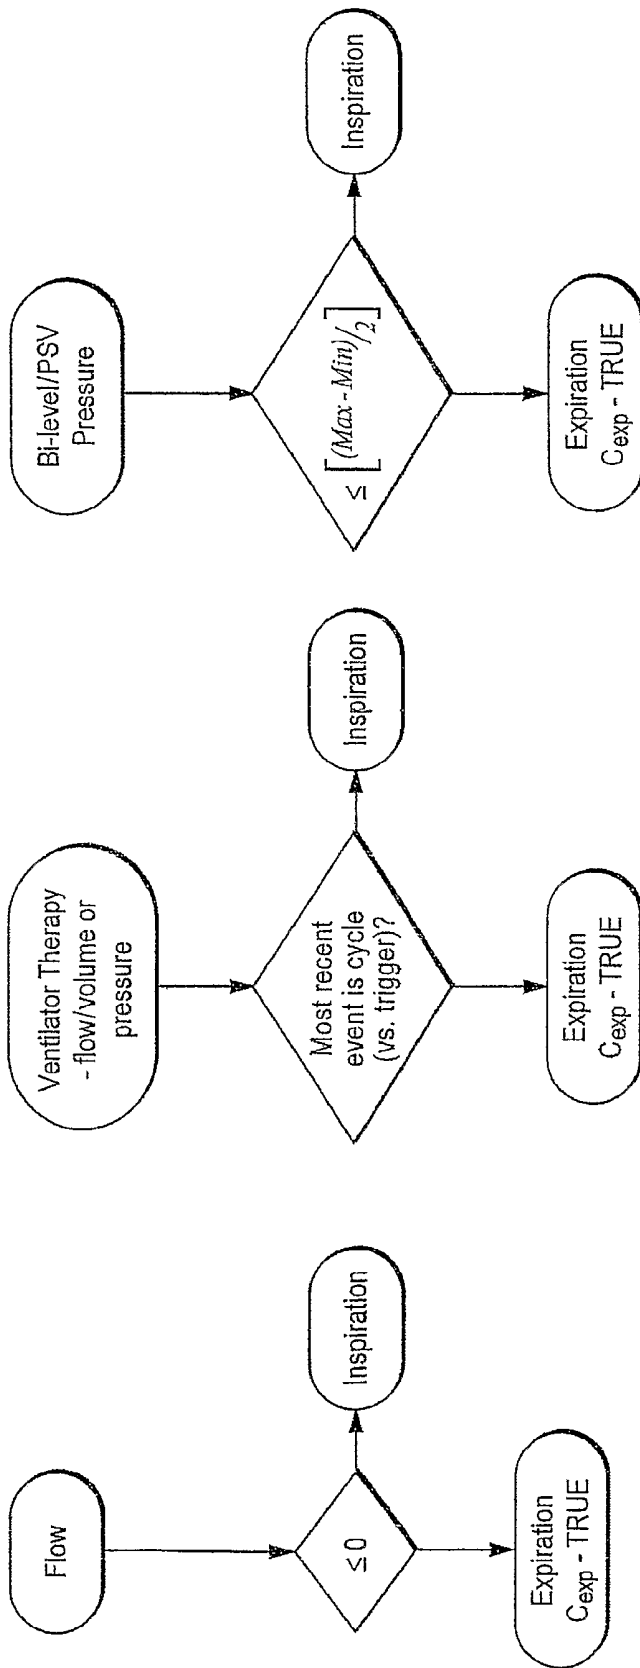 Flow
≤ 0
Inspiration
Expiration
Cexp - TRUE
Ventilator Therapy
- flow/volume or
pressure
Most recent
event is cycle
(vs. trigger)?
Inspiration
Expiration
Cexp - TRUE
Bi-level/PSV
Pressure
≤ [(Max - Min)/2]
Inspiration
Expiration
Cexp - TRUE